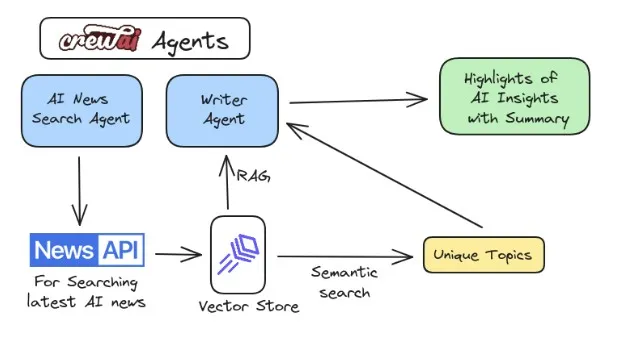 crewai Agents
AI News
Search Agent
Writer
Agent
Highlights of
AI Insights
with Summary
RAG
News API
For Searching
latest AI news
Vector Store
Semantic
search
Unique Topics